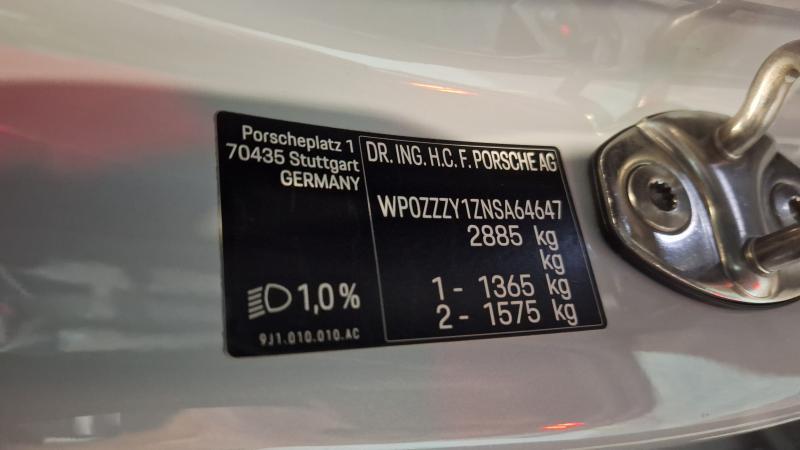 Porscheplatz 1
70435 Stuttgart
GERMANY
1,0%
9J1.010.010.AC
DR. ING. H.C. F. PORSCHE AG
WP0ZZZY1ZNSA64647
2885 kg
kg
1 - 1365 kg
2 - 1575 kg